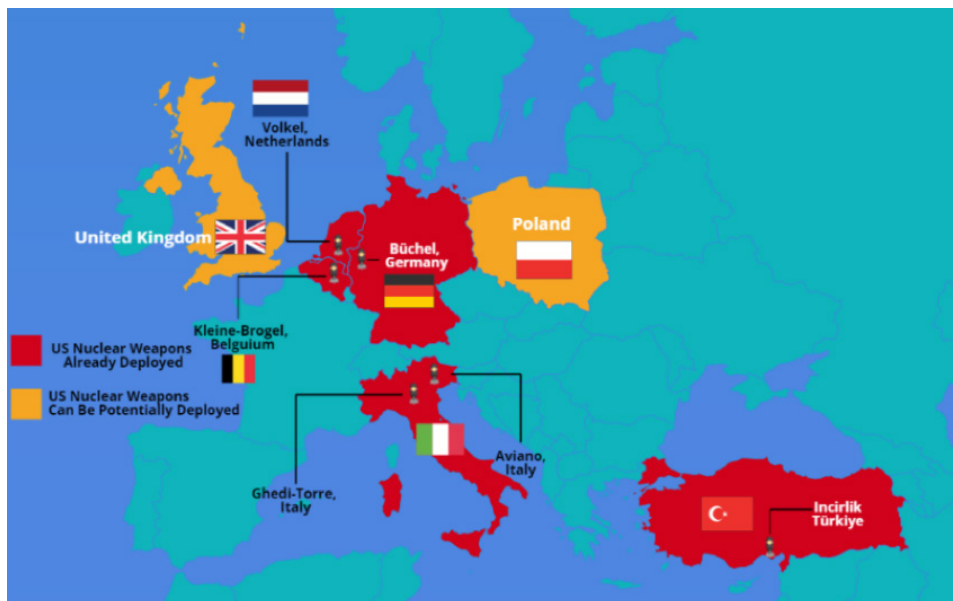 Volkel,
Netherlands
United Kingdom
Poland
Büchel,
Germany
Kleine-Brogel,
Belguium
US Nuclear Weapons
Already Deployed
US Nuclear Weapons
Can Be Potentially Deployed
Ghedi-Torre,
Italy
Aviano,
Italy
Incirlik
Türkiye